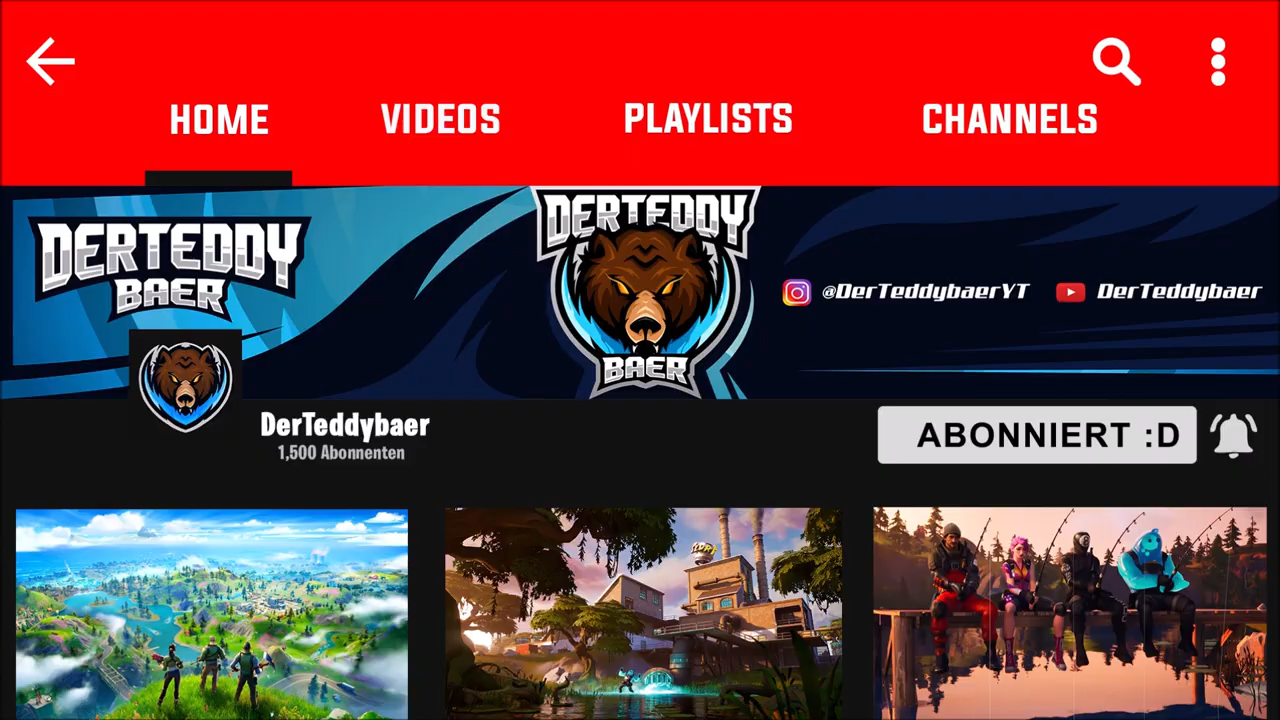 HOME
VIDEOS
PLAYLISTS
CHANNELS
DERTEDDY
BAER
DERTEDDY
BAER
@DerTeddybaerYT
DerTeddybaer
DerTeddybaer
1,500 Abonnenten
ABONNIERT :D